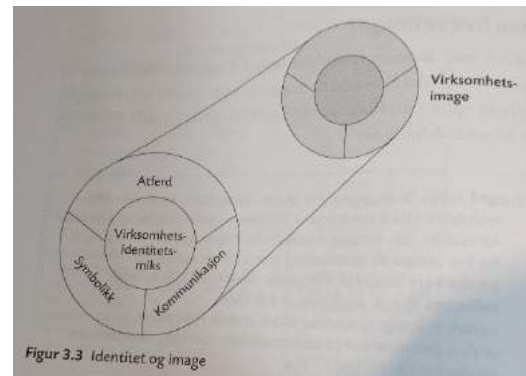 Virksomhets-
image
Atferd
Virksomhets-
identitets-
miks
Symbolikk
Kommunikasjon
Figur 3.3 Identitet og image